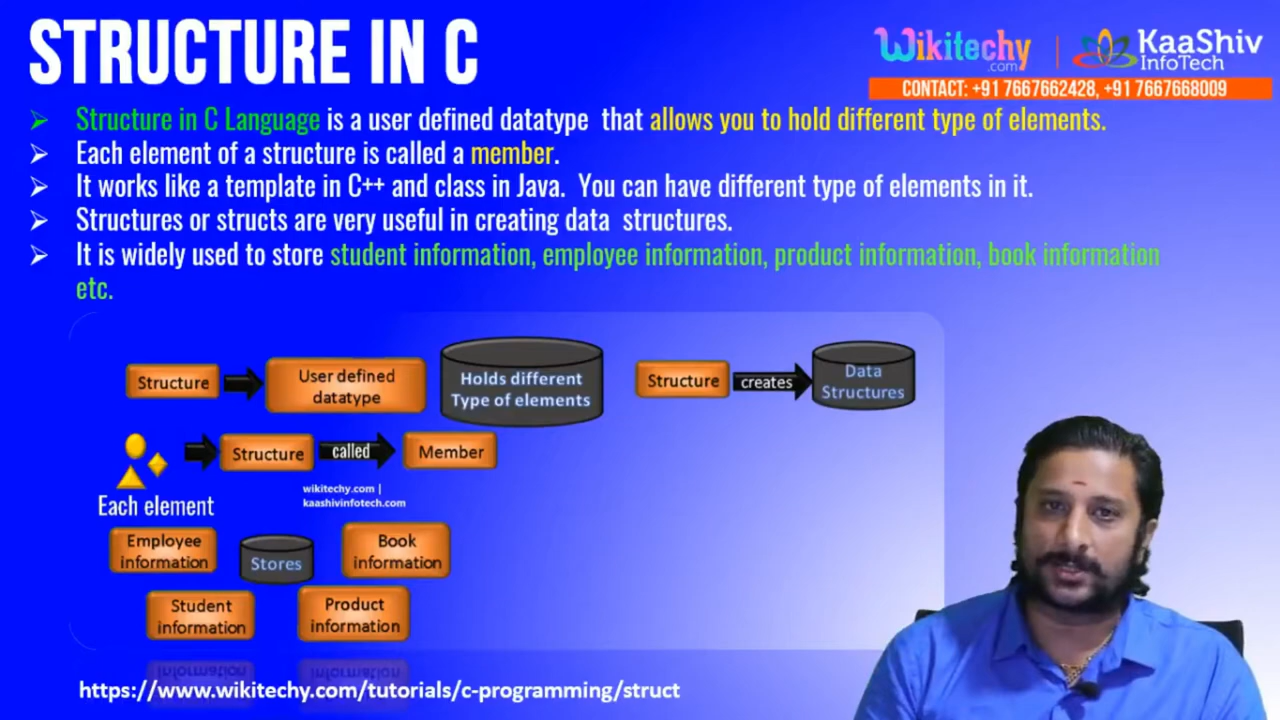 STRUCTURE IN C
Wikitechy
.com
KaaShiv
InfoTech
CONTACT: +91 7667662428, +91 7667668009
Structure in C Language is a user defined datatype that allows you to hold different type of elements.
Each element of a structure is called a member.
It works like a template in C++ and class in Java. You can have different type of elements in it.
Structures or structs are very useful in creating data structures.
It is widely used to store student information, employee information, product information, book information
etc.
Structure
User defined
datatype
Holds different
Type of elements
Structure
creates
Data
Structures
Structure
called
Member
Each element
wikitechy.com |
kaashivinfotech.com
Employee
information
Stores
Book
information
Student
information
Product
information
https://www.wikitechy.com/tutorials/c-programming/struct